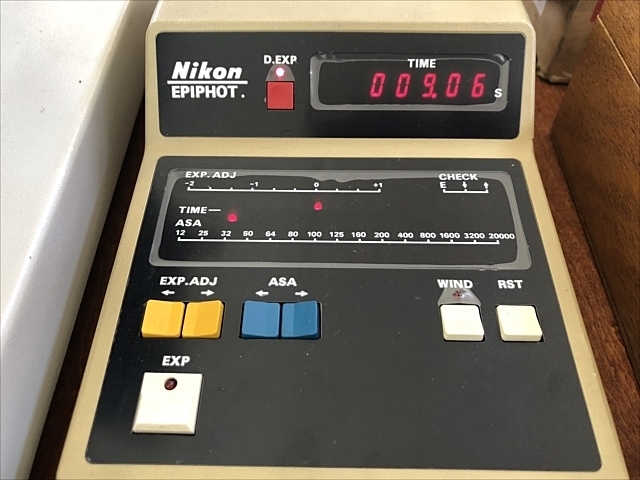 Nikon
EPIPHOT.
D.EXP
TIME
009.06 S
EXP. ADJ
-2 -1 0 +1
CHECK
E
TIME
ASA
12 25 32 50 64 80 100 125 160 200 400 800 1600 3200 20000
EXP.ADJ
ASA
WIND
RST
EXP